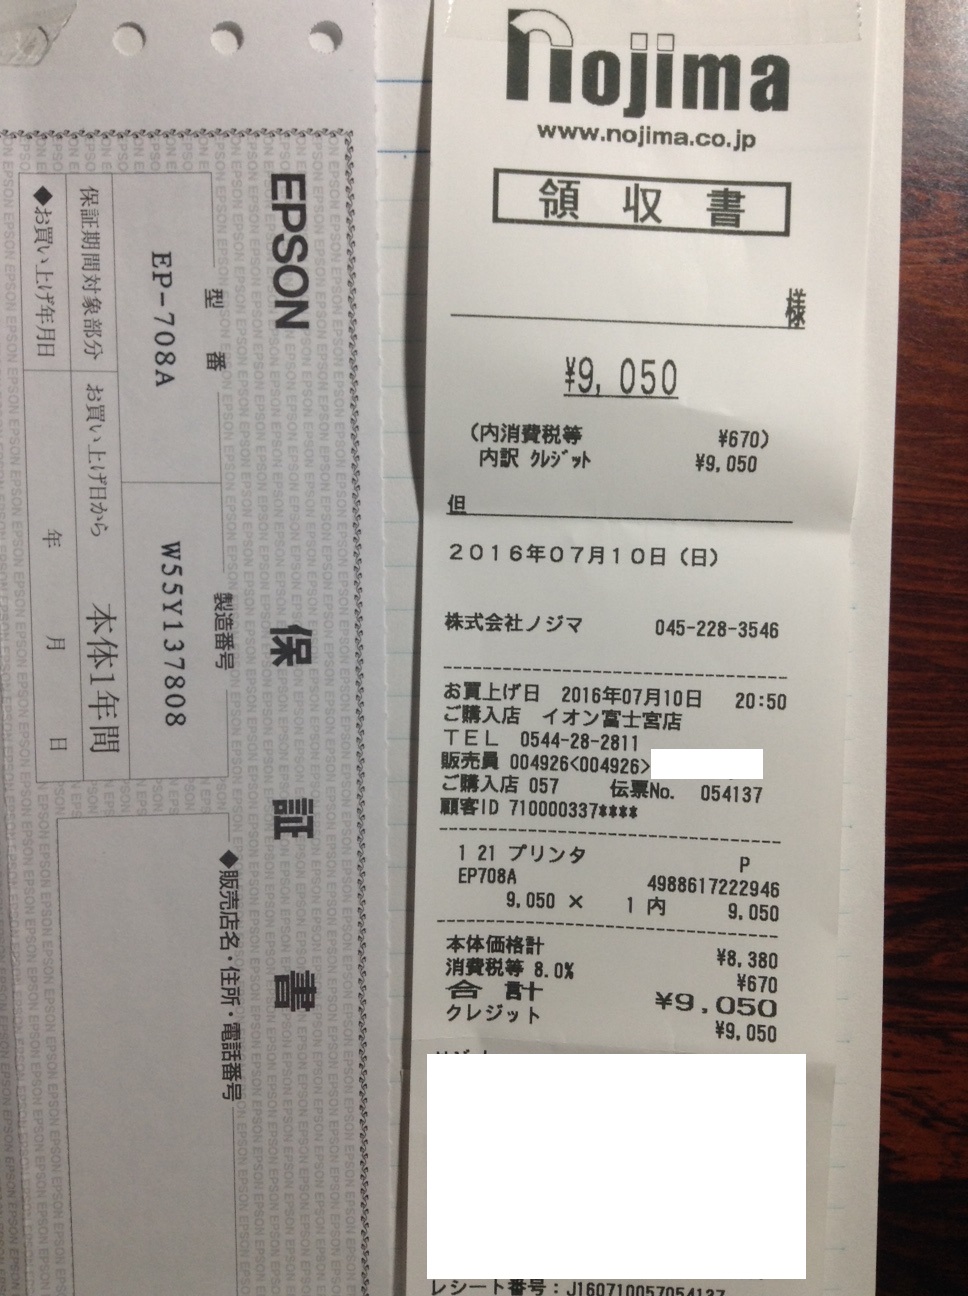 EPSON 保証書
型番
EP-708A
製造番号
W55Y137808
保証期間対象部分
お買い上げ日から 本体1年間
◆お買い上げ年月日
年 月 日
◆販売店名・住所・電話番号
nojima
www.nojima.co.jp
領収書
様
¥9,050
(内消費税等 ¥670)
内訳 クレジット ¥9,050
但
2016年07月10日(日)
株式会社ノジマ 045-228-3546
お買上げ日 2016年07月10日 20:50
ご購入店 イオン富士宮店
TEL 0544-28-2811
販売員 004926<004926>
ご購入店 057 伝票No. 054137
顧客ID 710000337****
1 21 プリンタ P
EP708A 4988617222946
9,050 × 1 内 9,050
本体価格計 ¥8,380
消費税等 8.0% ¥670
合 計 ¥9,050
クレジット ¥9,050
レシート番号:J160710057054137